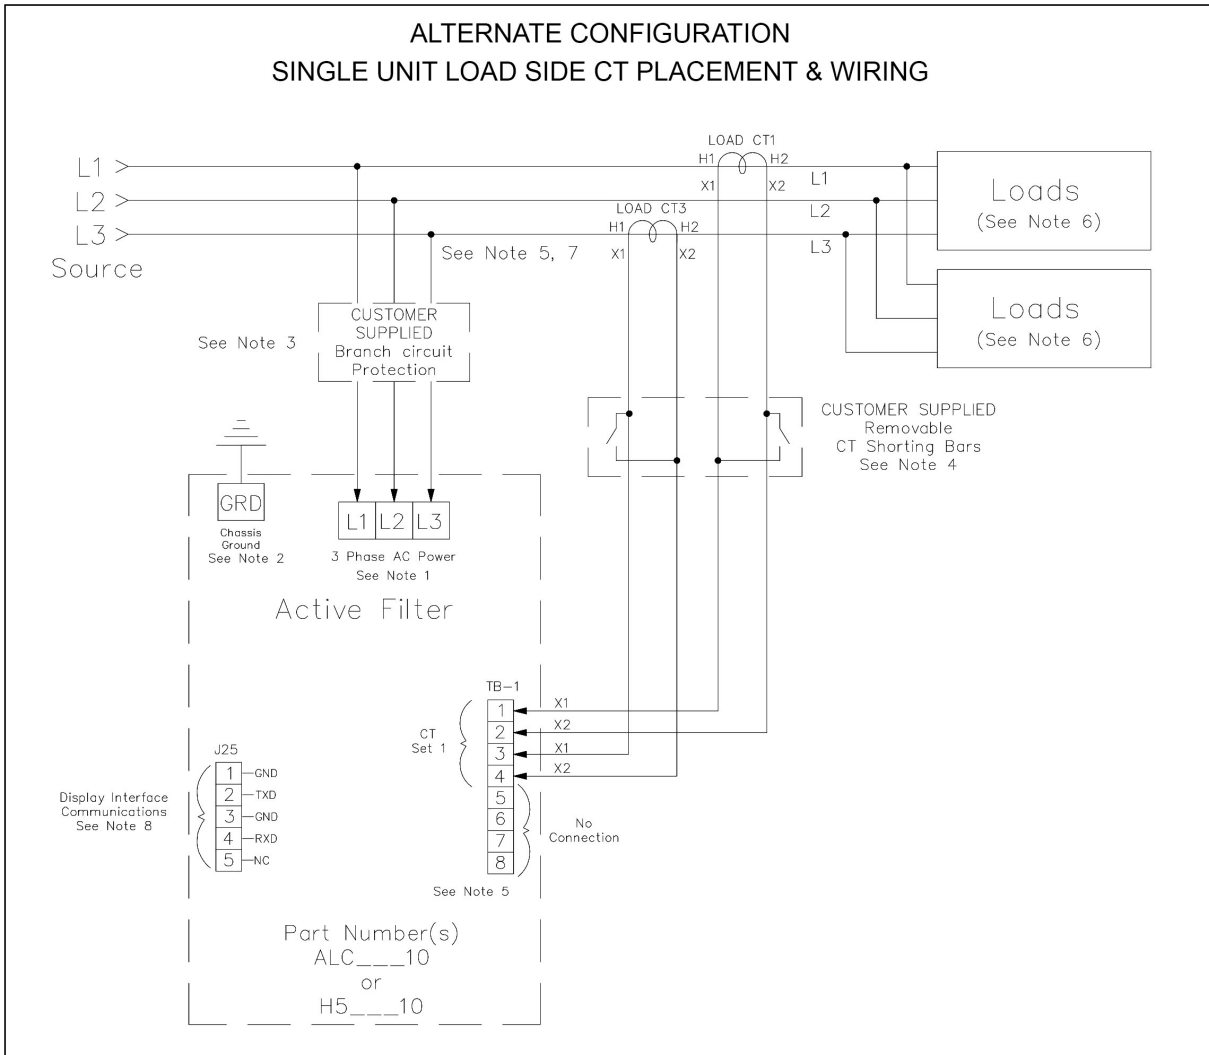 ALTERNATE CONFIGURATION
SINGLE UNIT LOAD SIDE CT PLACEMENT & WIRING
LOAD CT1
H1 H2
X1 X2
L1
L2
L3
Source
LOAD CT3
H1 H2
X1 X2
L1
L2
L3
Loads
(See Note 6)
Loads
(See Note 6)
See Note 5, 7
See Note 3
CUSTOMER
SUPPLIED
Branch circuit
Protection
CUSTOMER SUPPLIED
Removable
CT Shorting Bars
See Note 4
GRD
Chassis
Ground
See Note 2
L1 L2 L3
3 Phase AC Power
See Note 1
Active Filter
TB-1
CT
Set 1
1 X1
2 X2
3 X1
4 X2
5
6
7
8
No
Connection
See Note 5
J25
1 GND
2 TXD
3 GND
4 RXD
5 NC
Display Interface
Communications
See Note 8
Part Number(s)
ALC___10
or
H5___10